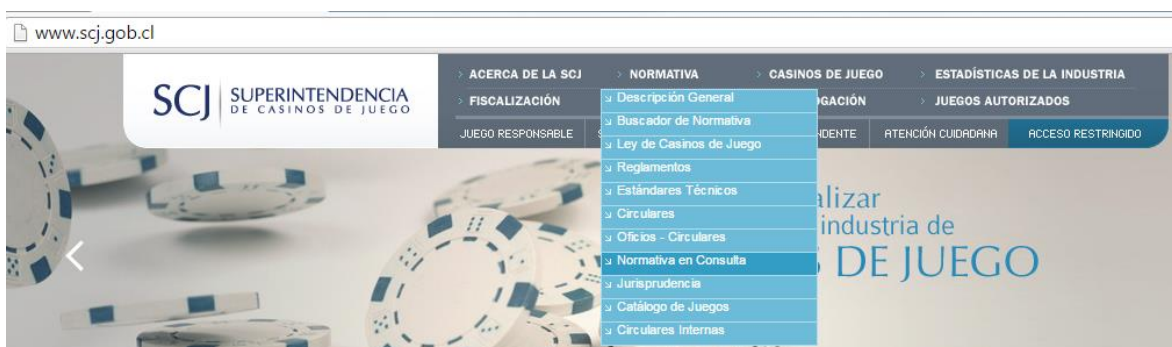 www.scj.gob.cl
SCJ
SUPERINTENDENCIA
DE CASINOS DE JUEGO
ACERCA DE LA SCJ
NORMATIVA
CASINOS DE JUEGO
ESTADÍSTICAS DE LA INDUSTRIA
FISCALIZACIÓN
OGACIÓN
JUEGOS AUTORIZADOS
JUEGO RESPONSABLE
NDENTE
ATENCIÓN CUIDADANA
ACCESO RESTRINGIDO
Descripción General
Buscador de Normativa
Ley de Casinos de Juego
Reglamentos
Estándares Técnicos
Circulares
Oficios - Circulares
Normativa en Consulta
Jurisprudencia
Catálogo de Juegos
Circulares Internas
alizar
industria de
DE JUEGO